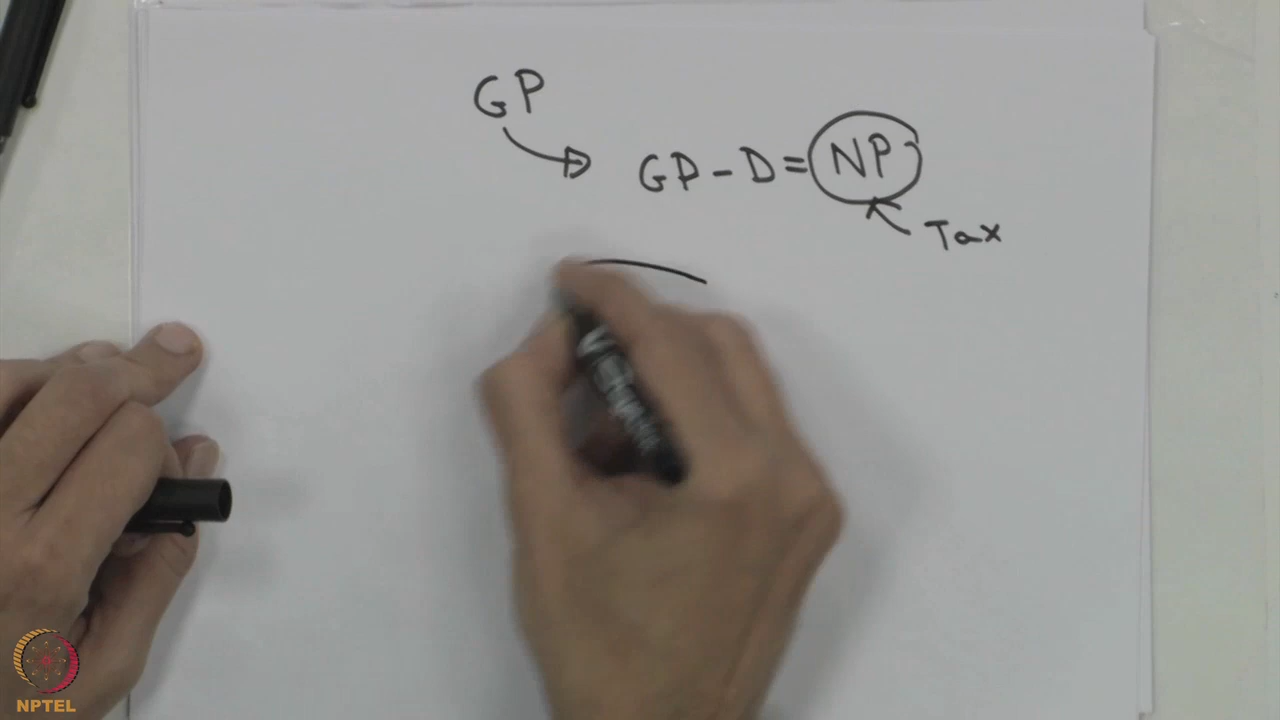 GP
GP - D = NP
Tax
NPTEL